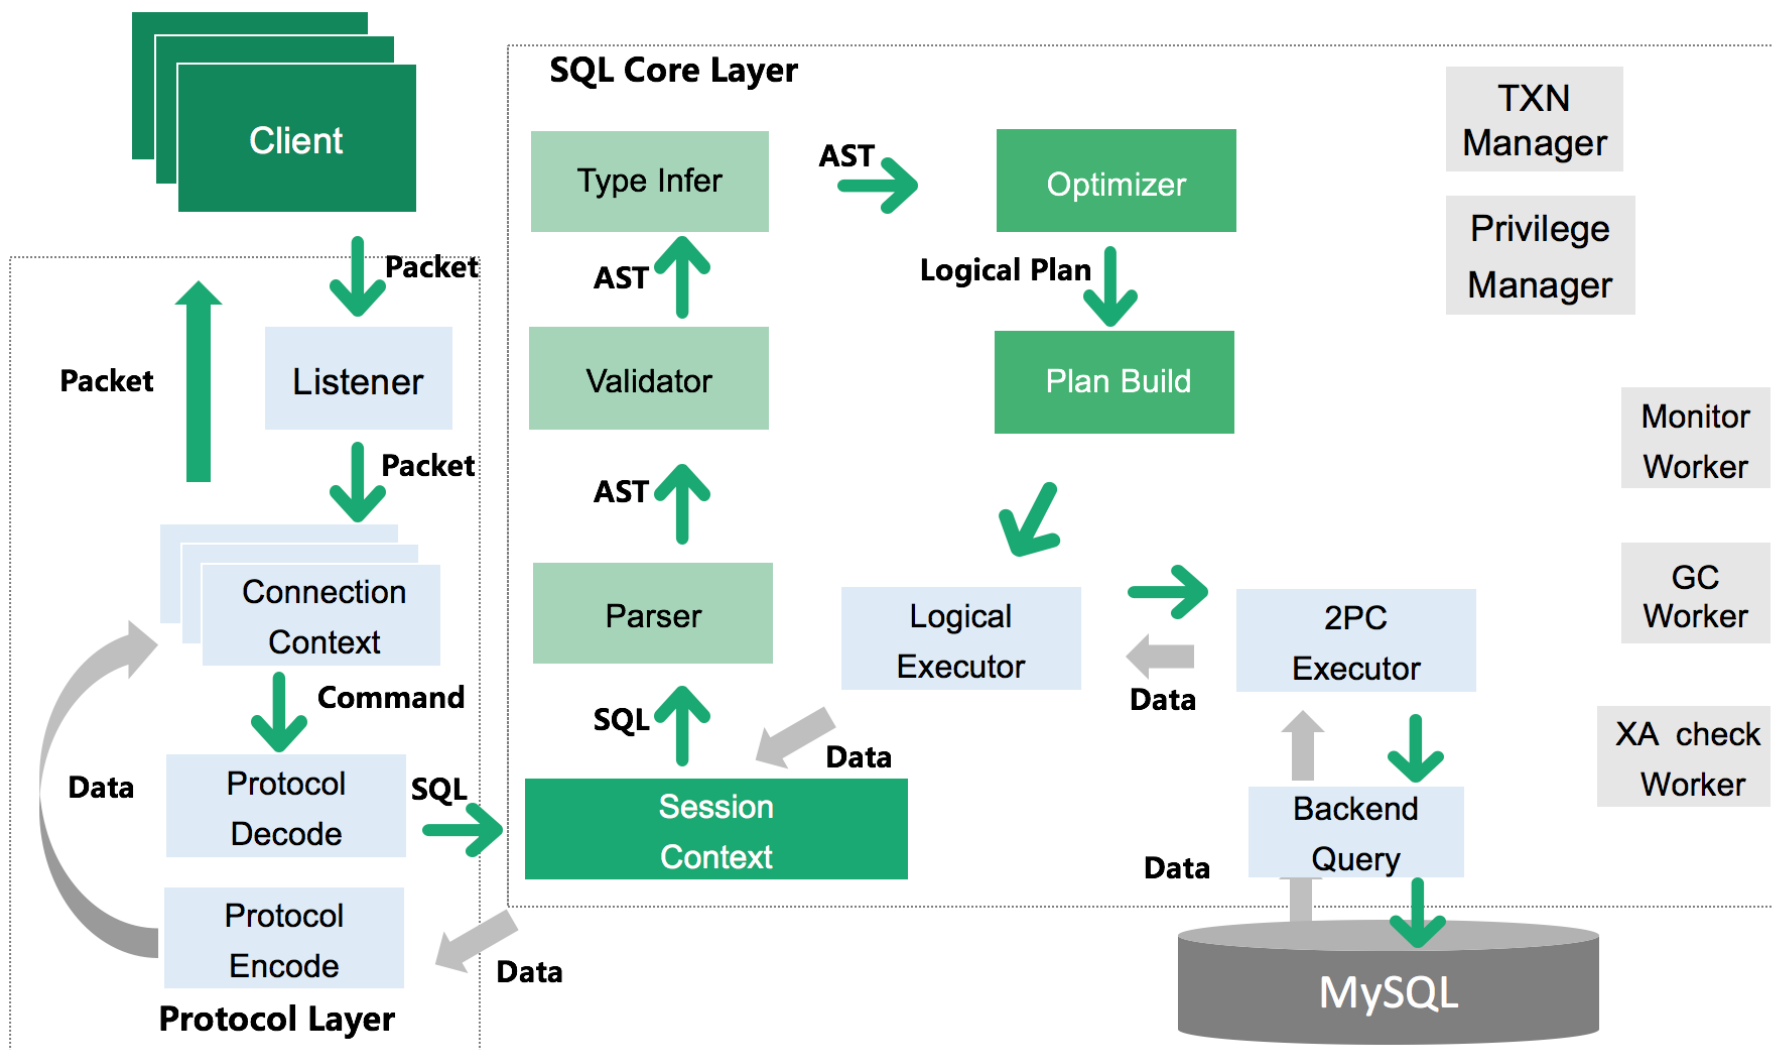 Client
Packet
Packet
Listener
Packet
Connection
Context
Command
Data
Protocol
Decode
SQL
Protocol
Encode
Data
Protocol Layer
SQL Core Layer
Type Infer
AST
Optimizer
AST
Logical Plan
Validator
Plan Build
AST
Parser
Logical
Executor
2PC
Executor
Data
SQL
Data
Session
Context
Backend
Query
Data
MySQL
TXN
Manager
Privilege
Manager
Monitor
Worker
GC
Worker
XA check
Worker